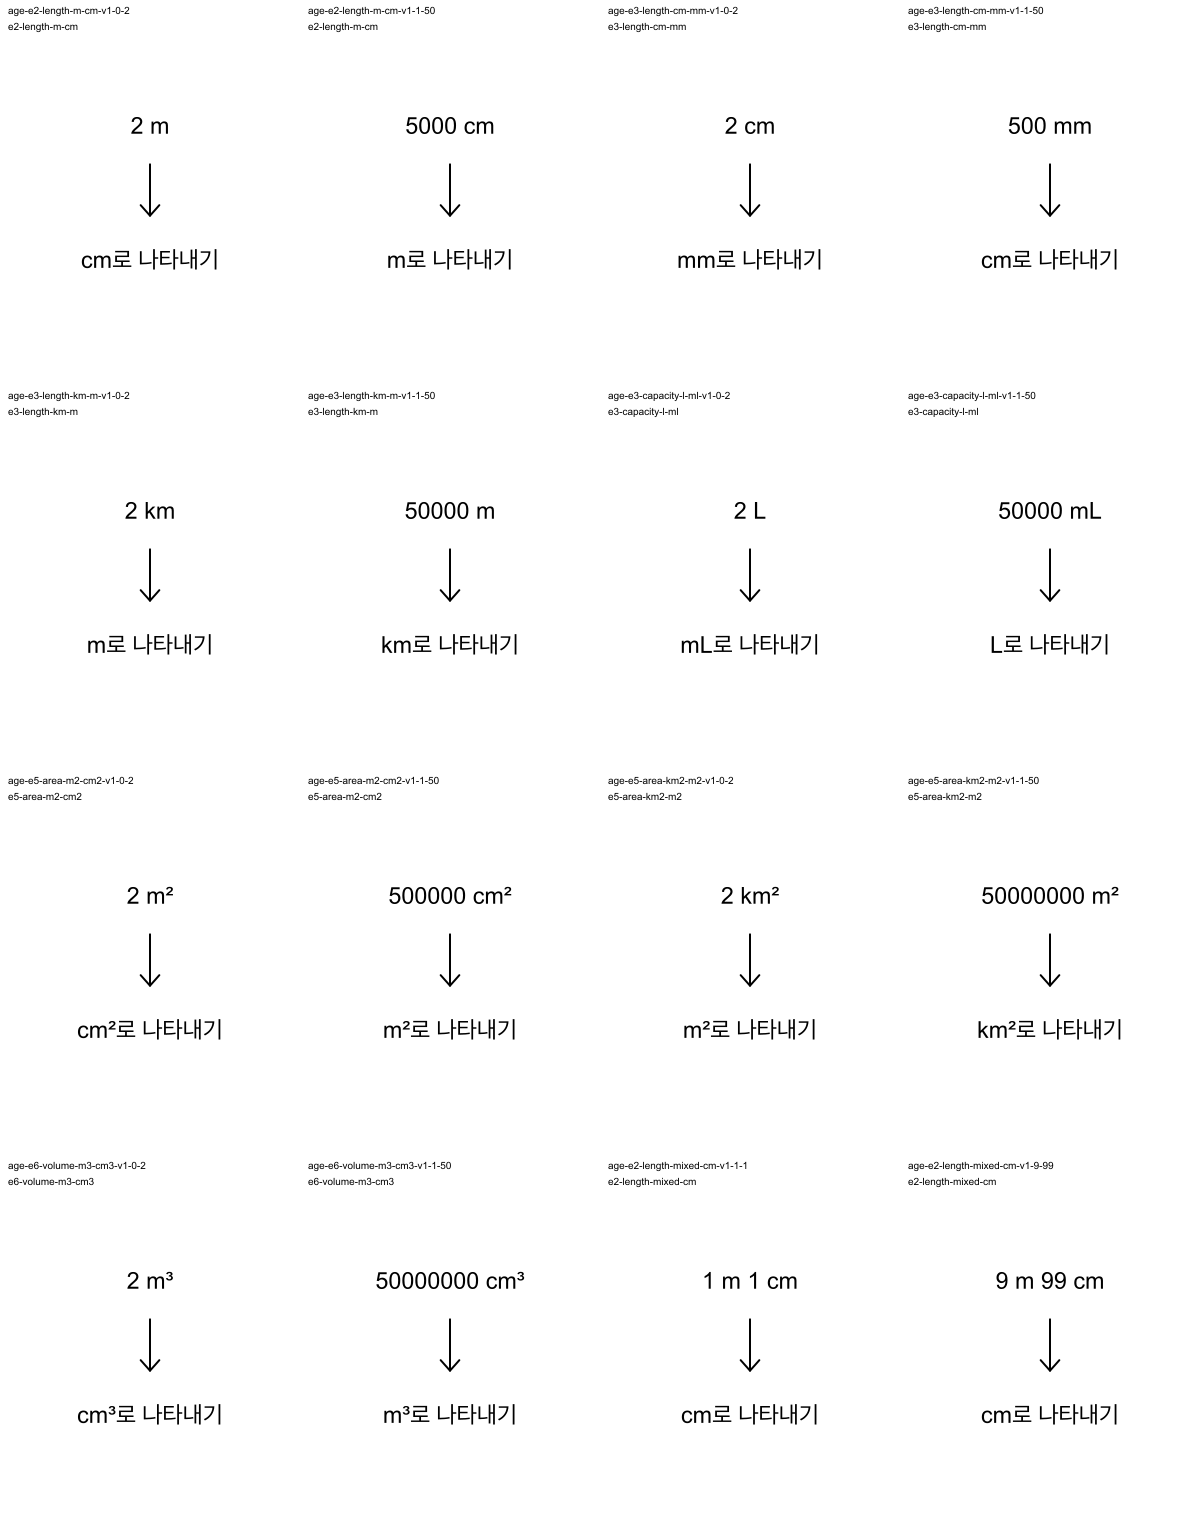 age-e2-length-m-cm-v1-0-2
e2-length-m-cm
2 m
cm로 나타내기
age-e2-length-m-cm-v1-1-50
e2-length-m-cm
5000 cm
m로 나타내기
age-e3-length-cm-mm-v1-0-2
e3-length-cm-mm
2 cm
mm로 나타내기
age-e3-length-cm-mm-v1-1-50
e3-length-cm-mm
500 mm
cm로 나타내기
age-e3-length-km-m-v1-0-2
e3-length-km-m
2 km
m로 나타내기
age-e3-length-km-m-v1-1-50
e3-length-km-m
50000 m
km로 나타내기
age-e3-capacity-l-ml-v1-0-2
e3-capacity-l-ml
2 L
mL로 나타내기
age-e3-capacity-l-ml-v1-1-50
e3-capacity-l-ml
50000 mL
L로 나타내기
age-e5-area-m2-cm2-v1-0-2
e5-area-m2-cm2
2 m²
cm²로 나타내기
age-e5-area-m2-cm2-v1-1-50
e5-area-m2-cm2
500000 cm²
m²로 나타내기
age-e5-area-km2-m2-v1-0-2
e5-area-km2-m2
2 km²
m²로 나타내기
age-e5-area-km2-m2-v1-1-50
e5-area-km2-m2
50000000 m²
km²로 나타내기
age-e6-volume-m3-cm3-v1-0-2
e6-volume-m3-cm3
2 m³
cm³로 나타내기
age-e6-volume-m3-cm3-v1-1-50
e6-volume-m3-cm3
50000000 cm³
m³로 나타내기
age-e2-length-mixed-cm-v1-1-1
e2-length-mixed-cm
1 m 1 cm
cm로 나타내기
age-e2-length-mixed-cm-v1-9-99
e2-length-mixed-cm
9 m 99 cm
cm로 나타내기